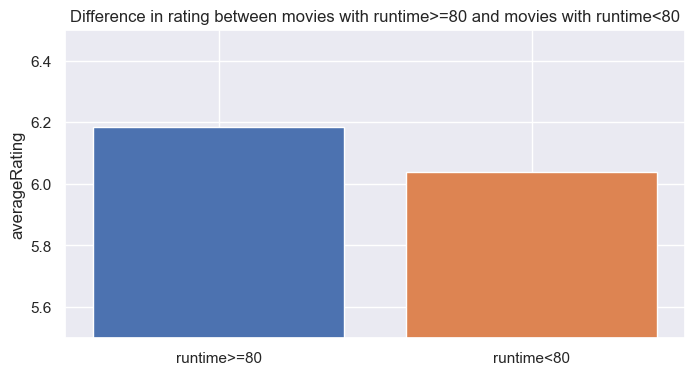 Difference in rating between movies with runtime>=80 and movies with runtime<80
averageRating
6.4
6.2
6.0
5.8
5.6
runtime>=80
runtime<80